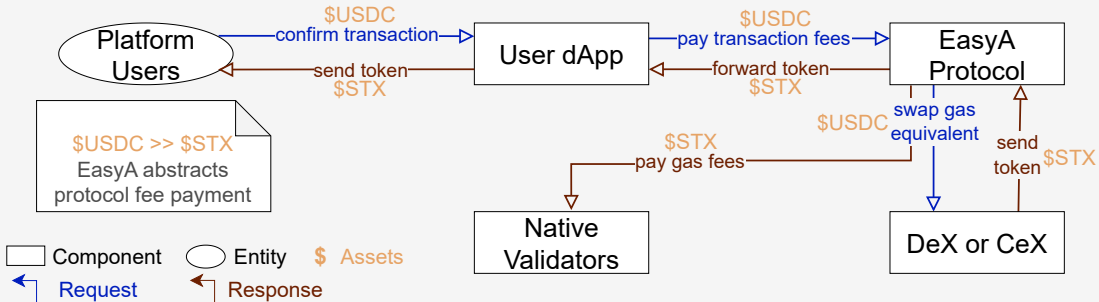 $USDC
confirm transaction
Platform
Users
send token
$STX
User dApp
$USDC
pay transaction fees
forward token
$STX
EasyA
Protocol
$USDC >> $STX
EasyA abstracts
protocol fee payment
$STX
pay gas fees
$USDC
swap gas
equivalent
send
token
$STX
Native
Validators
DeX or CeX
Component
Entity
$ Assets
Request
Response